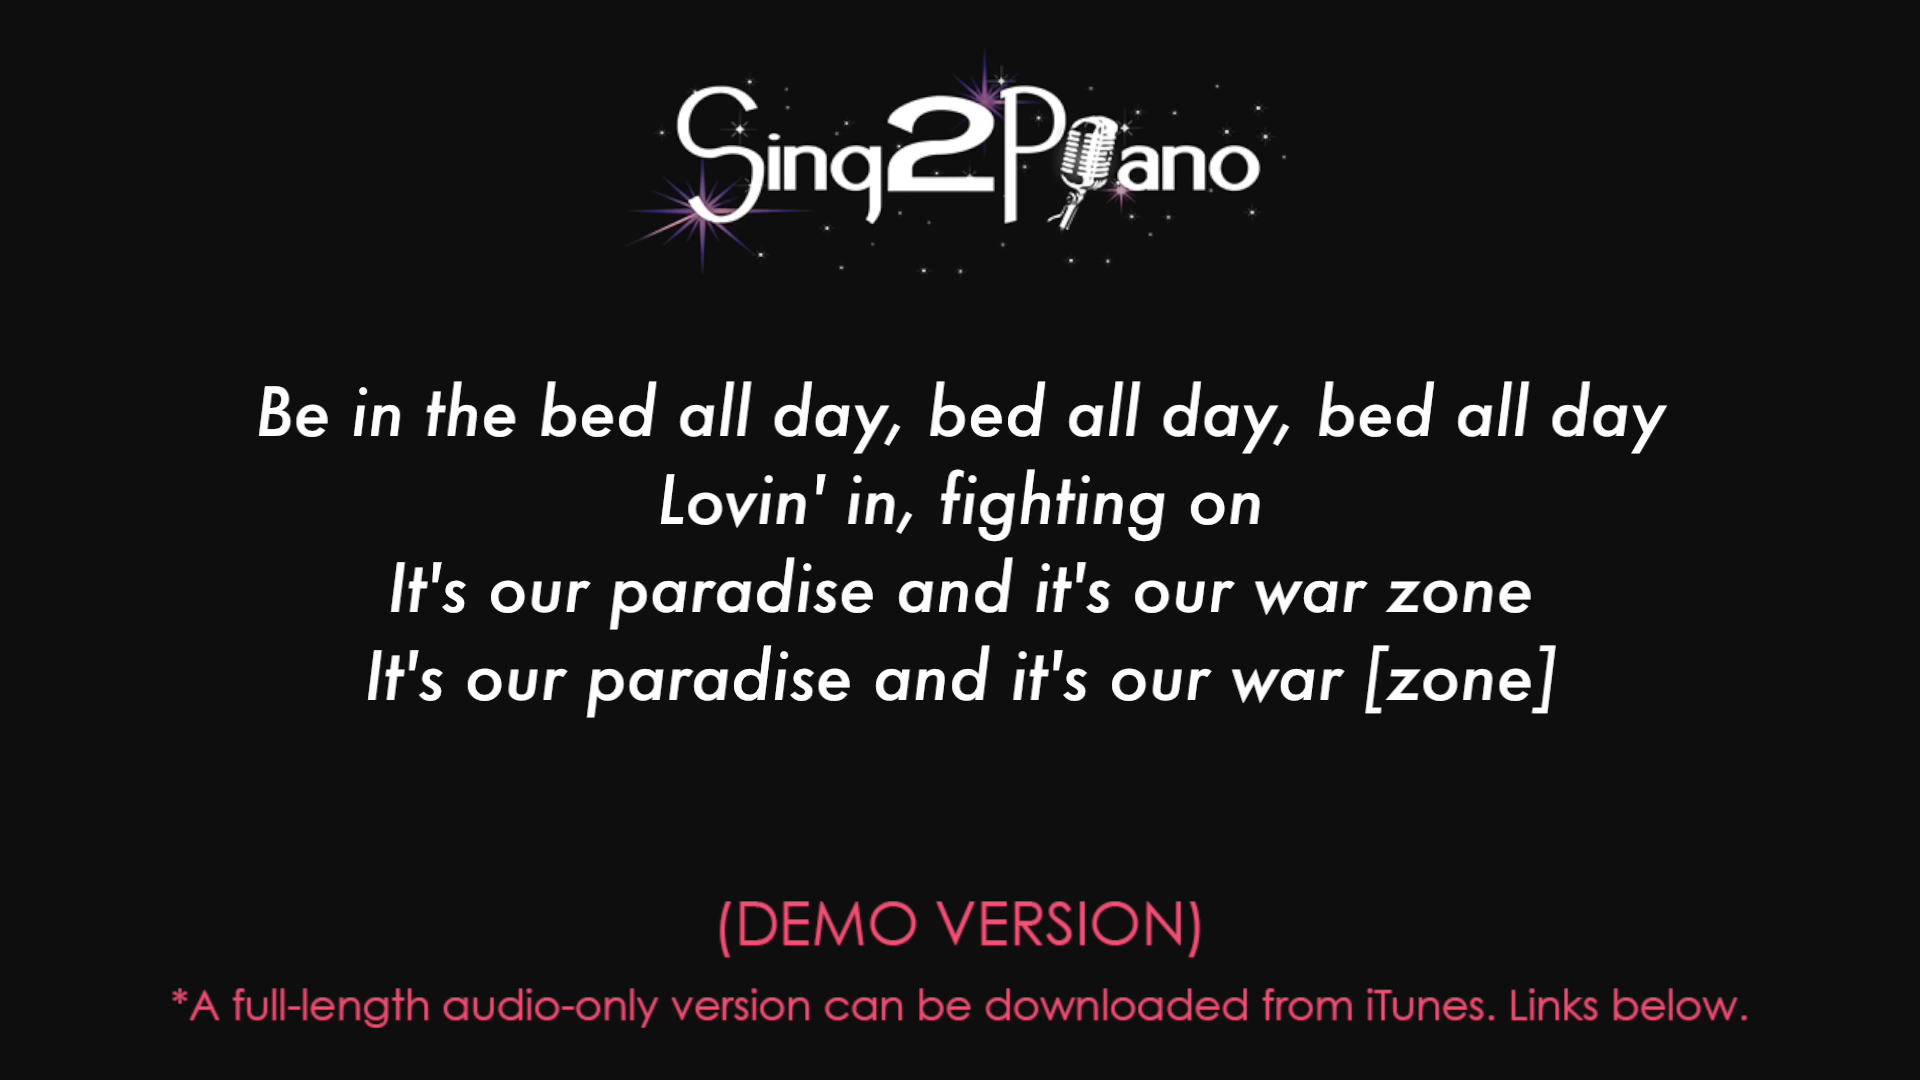 Sing2Piano
Be in the bed all day, bed all day, bed all day
Lovin' in, fighting on
It's our paradise and it's our war zone
It's our paradise and it's our war [zone]
(DEMO VERSION)
*A full-length audio-only version can be downloaded from iTunes. Links below.